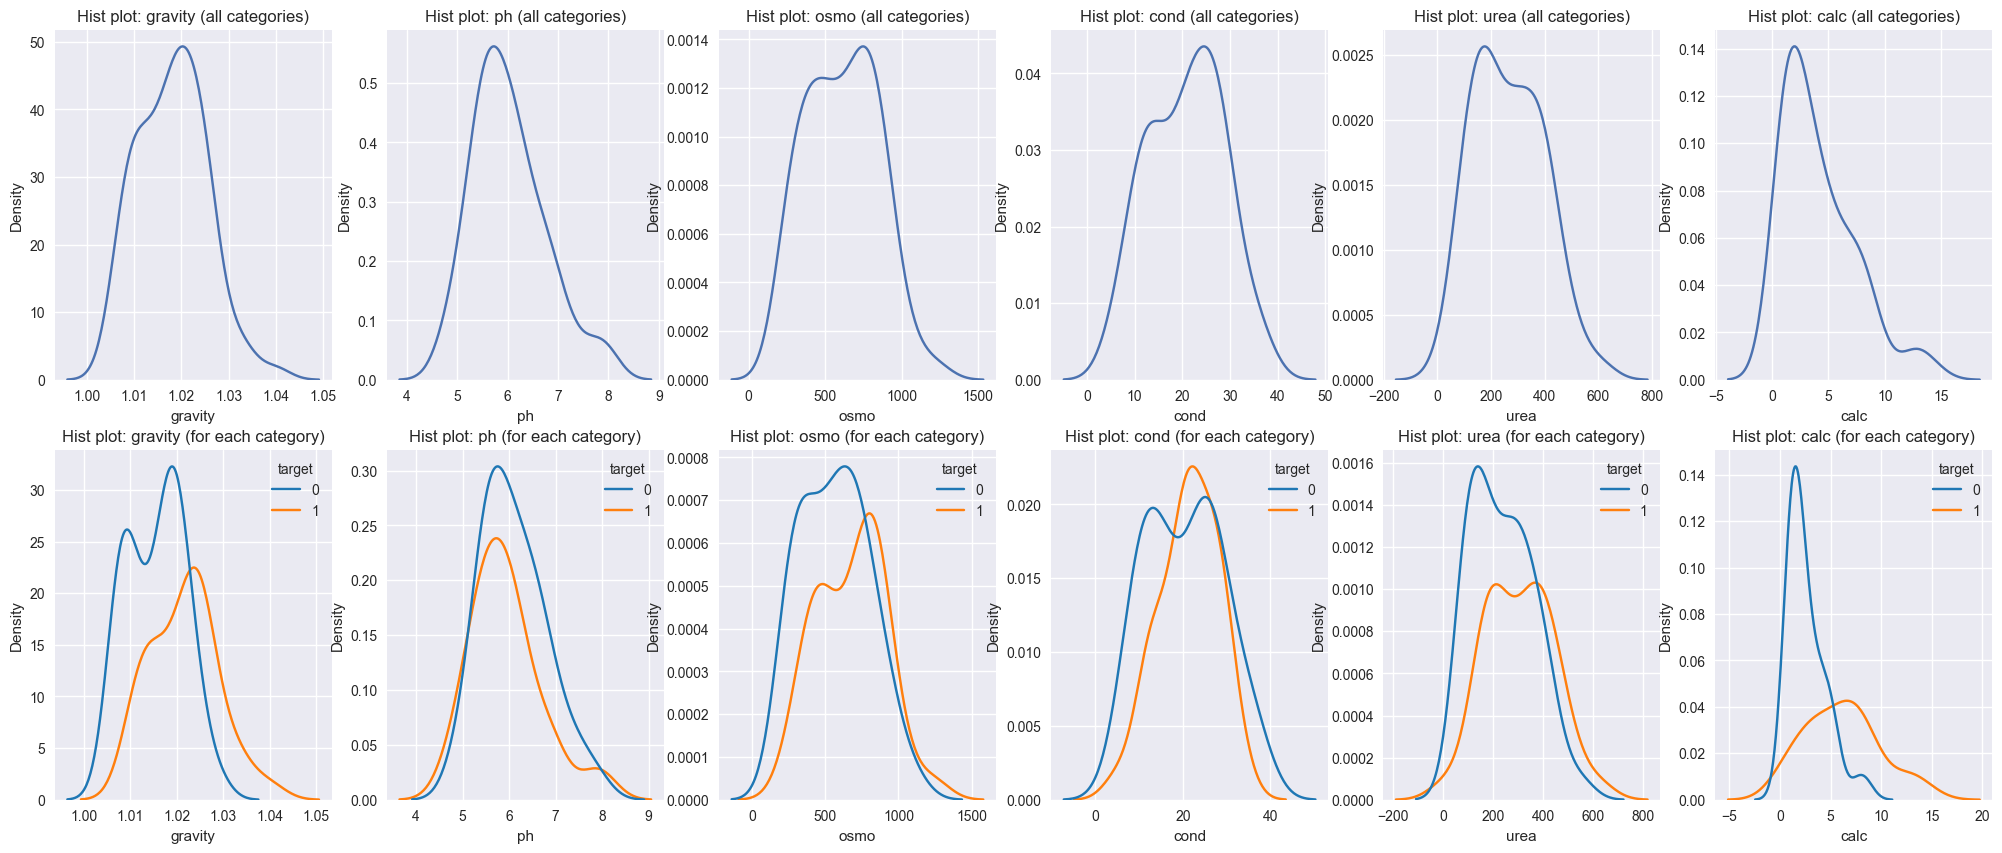 Hist plot: gravity (all categories)
50
40
30
20
10
0
Density
1.00 1.01 1.02 1.03 1.04 1.05
gravity
Hist plot: ph (all categories)
0.5
0.4
0.3
0.2
0.1
0.0
Density
4 5 6 7 8 9
ph
Hist plot: osmo (all categories)
0.0014
0.0012
0.0010
0.0008
0.0006
0.0004
0.0002
0.0000
Density
0 500 1000 1500
osmo
Hist plot: cond (all categories)
0.04
0.03
0.02
0.01
0.00
Density
0 10 20 30 40 50
cond
Hist plot: urea (all categories)
0.0025
0.0020
0.0015
0.0010
0.0005
0.0000
Density
−200 0 200 400 600 800
urea
Hist plot: calc (all categories)
0.14
0.12
0.10
0.08
0.06
0.04
0.02
0.00
Density
−5 0 5 10 15
calc
Hist plot: gravity (for each category)
target
0
1
30
25
20
15
10
5
0
Density
1.00 1.01 1.02 1.03 1.04 1.05
gravity
Hist plot: ph (for each category)
target
0
1
0.30
0.25
0.20
0.15
0.10
0.05
0.00
Density
4 5 6 7 8 9
ph
Hist plot: osmo (for each category)
target
0
1
0.0008
0.0007
0.0006
0.0005
0.0004
0.0003
0.0002
0.0001
0.0000
Density
0 500 1000 1500
osmo
Hist plot: cond (for each category)
target
0
1
0.020
0.015
0.010
0.005
0.000
Density
0 20 40
cond
Hist plot: urea (for each category)
target
0
1
0.0016
0.0014
0.0012
0.0010
0.0008
0.0006
0.0004
0.0002
0.0000
Density
−200 0 200 400 600 800
urea
Hist plot: calc (for each category)
target
0
1
0.14
0.12
0.10
0.08
0.06
0.04
0.02
0.00
Density
−5 0 5 10 15 20
calc